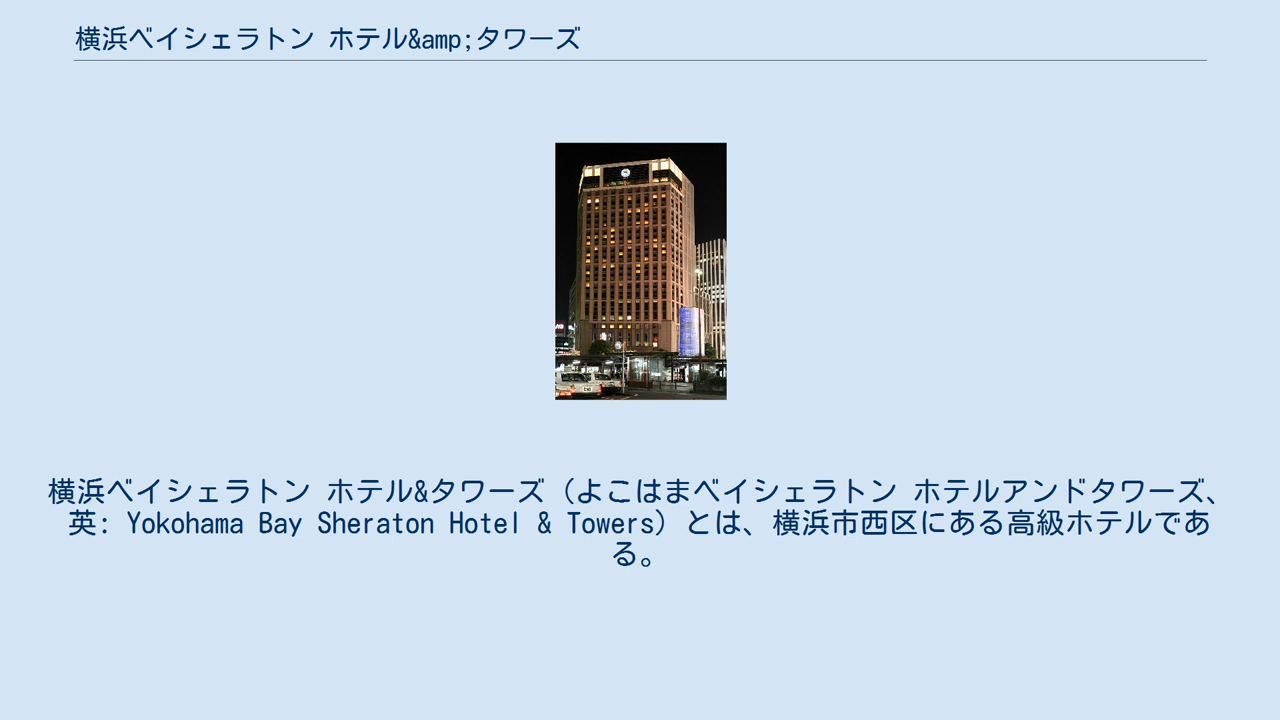 横浜ベイシェラトン ホテル&amp;タワーズ
横浜ベイシェラトン ホテル&タワーズ（よこはまベイシェラトン ホテルアンドタワーズ、
英: Yokohama Bay Sheraton Hotel & Towers）とは、横浜市西区にある高級ホテルであ
る。